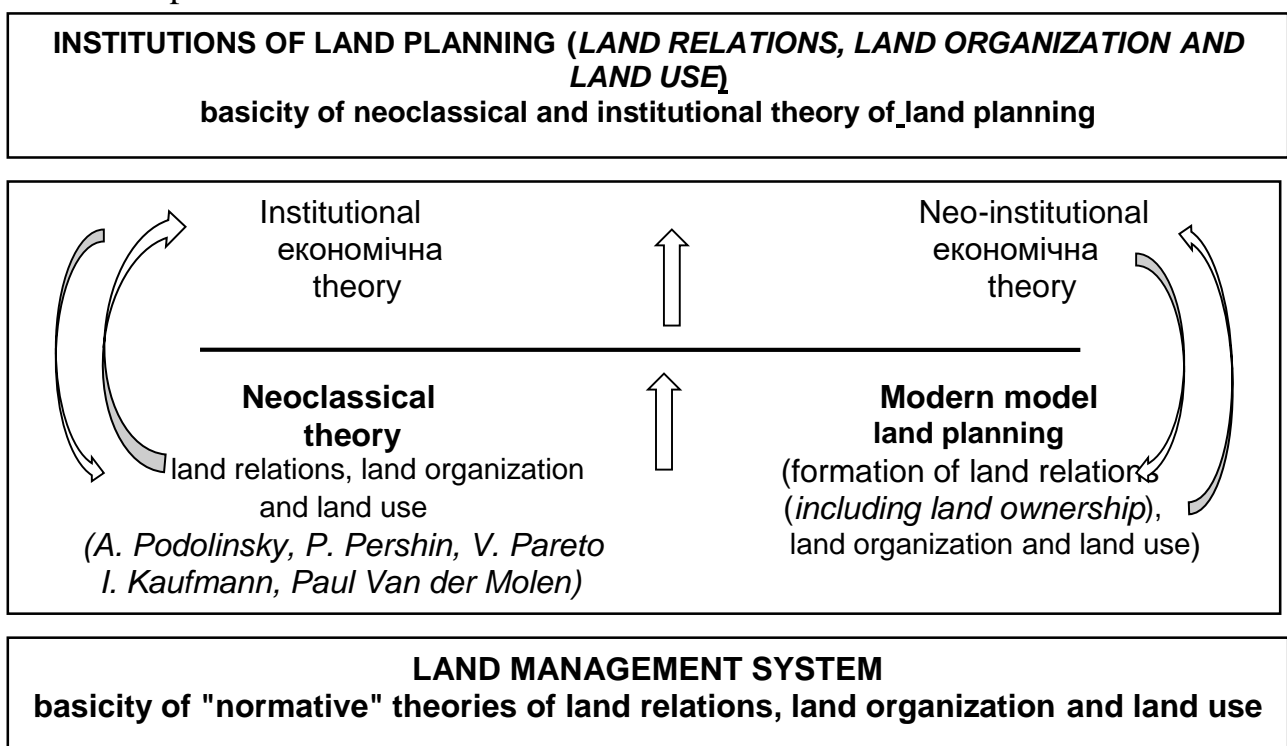 INSTITUTIONS OF LAND PLANNING (LAND RELATIONS, LAND ORGANIZATION AND
LAND USE)
basicity of neoclassical and institutional theory of land planning
Institutional
економічна
theory
Neo-institutional
економічна
theory
Neoclassical
theory
land relations, land organization
and land use
(A. Podolinsky, P. Pershin, V. Pareto
I. Kaufmann, Paul Van der Molen)
Modern model
land planning
(formation of land relations
(including land ownership),
land organization and land use)
LAND MANAGEMENT SYSTEM
basicity of "normative" theories of land relations, land organization and land use